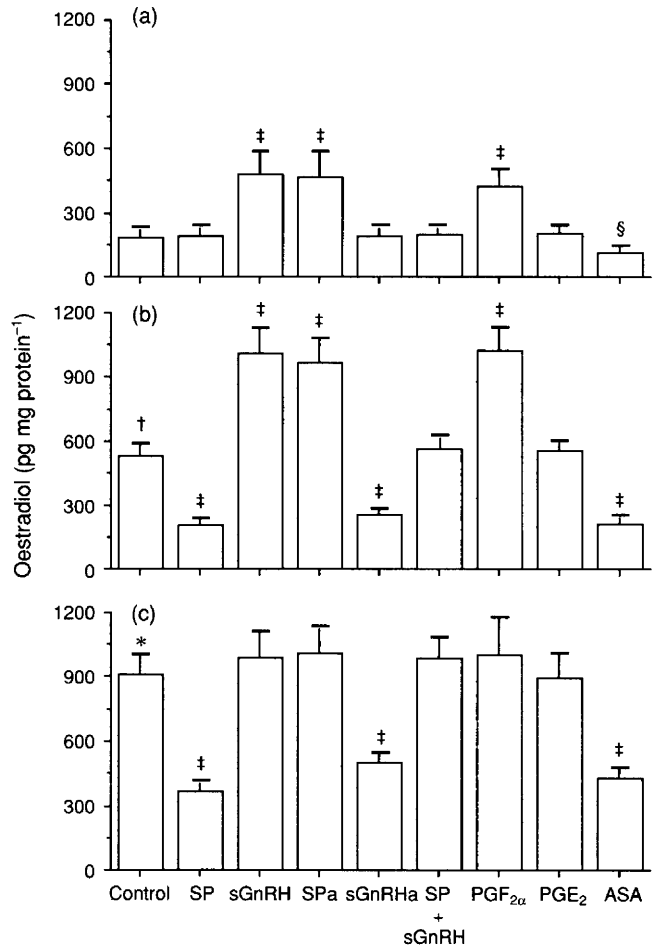 (a)
1200
900
600
300
0
‡ ‡ ‡ §
(b)
1200
900
600
300
0
† ‡ ‡ ‡ ‡ ‡ ‡
(c)
1200
900
600
300
0
* ‡ ‡ ‡
Oestradiol (pg mg protein⁻¹)
Control SP sGnRH SPa sGnRHa SP + sGnRH PGF₂α PGE₂ ASA